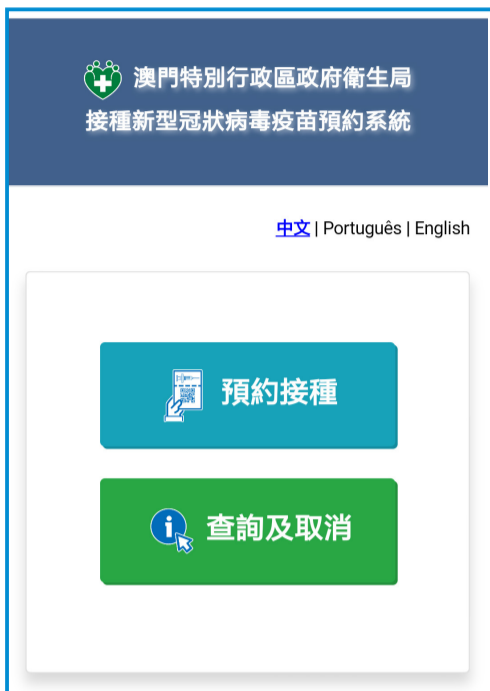 澳門特別行政區政府衛生局
接種新型冠狀病毒疫苗預約系統
中文 | Português | English
預約接種
查詢及取消